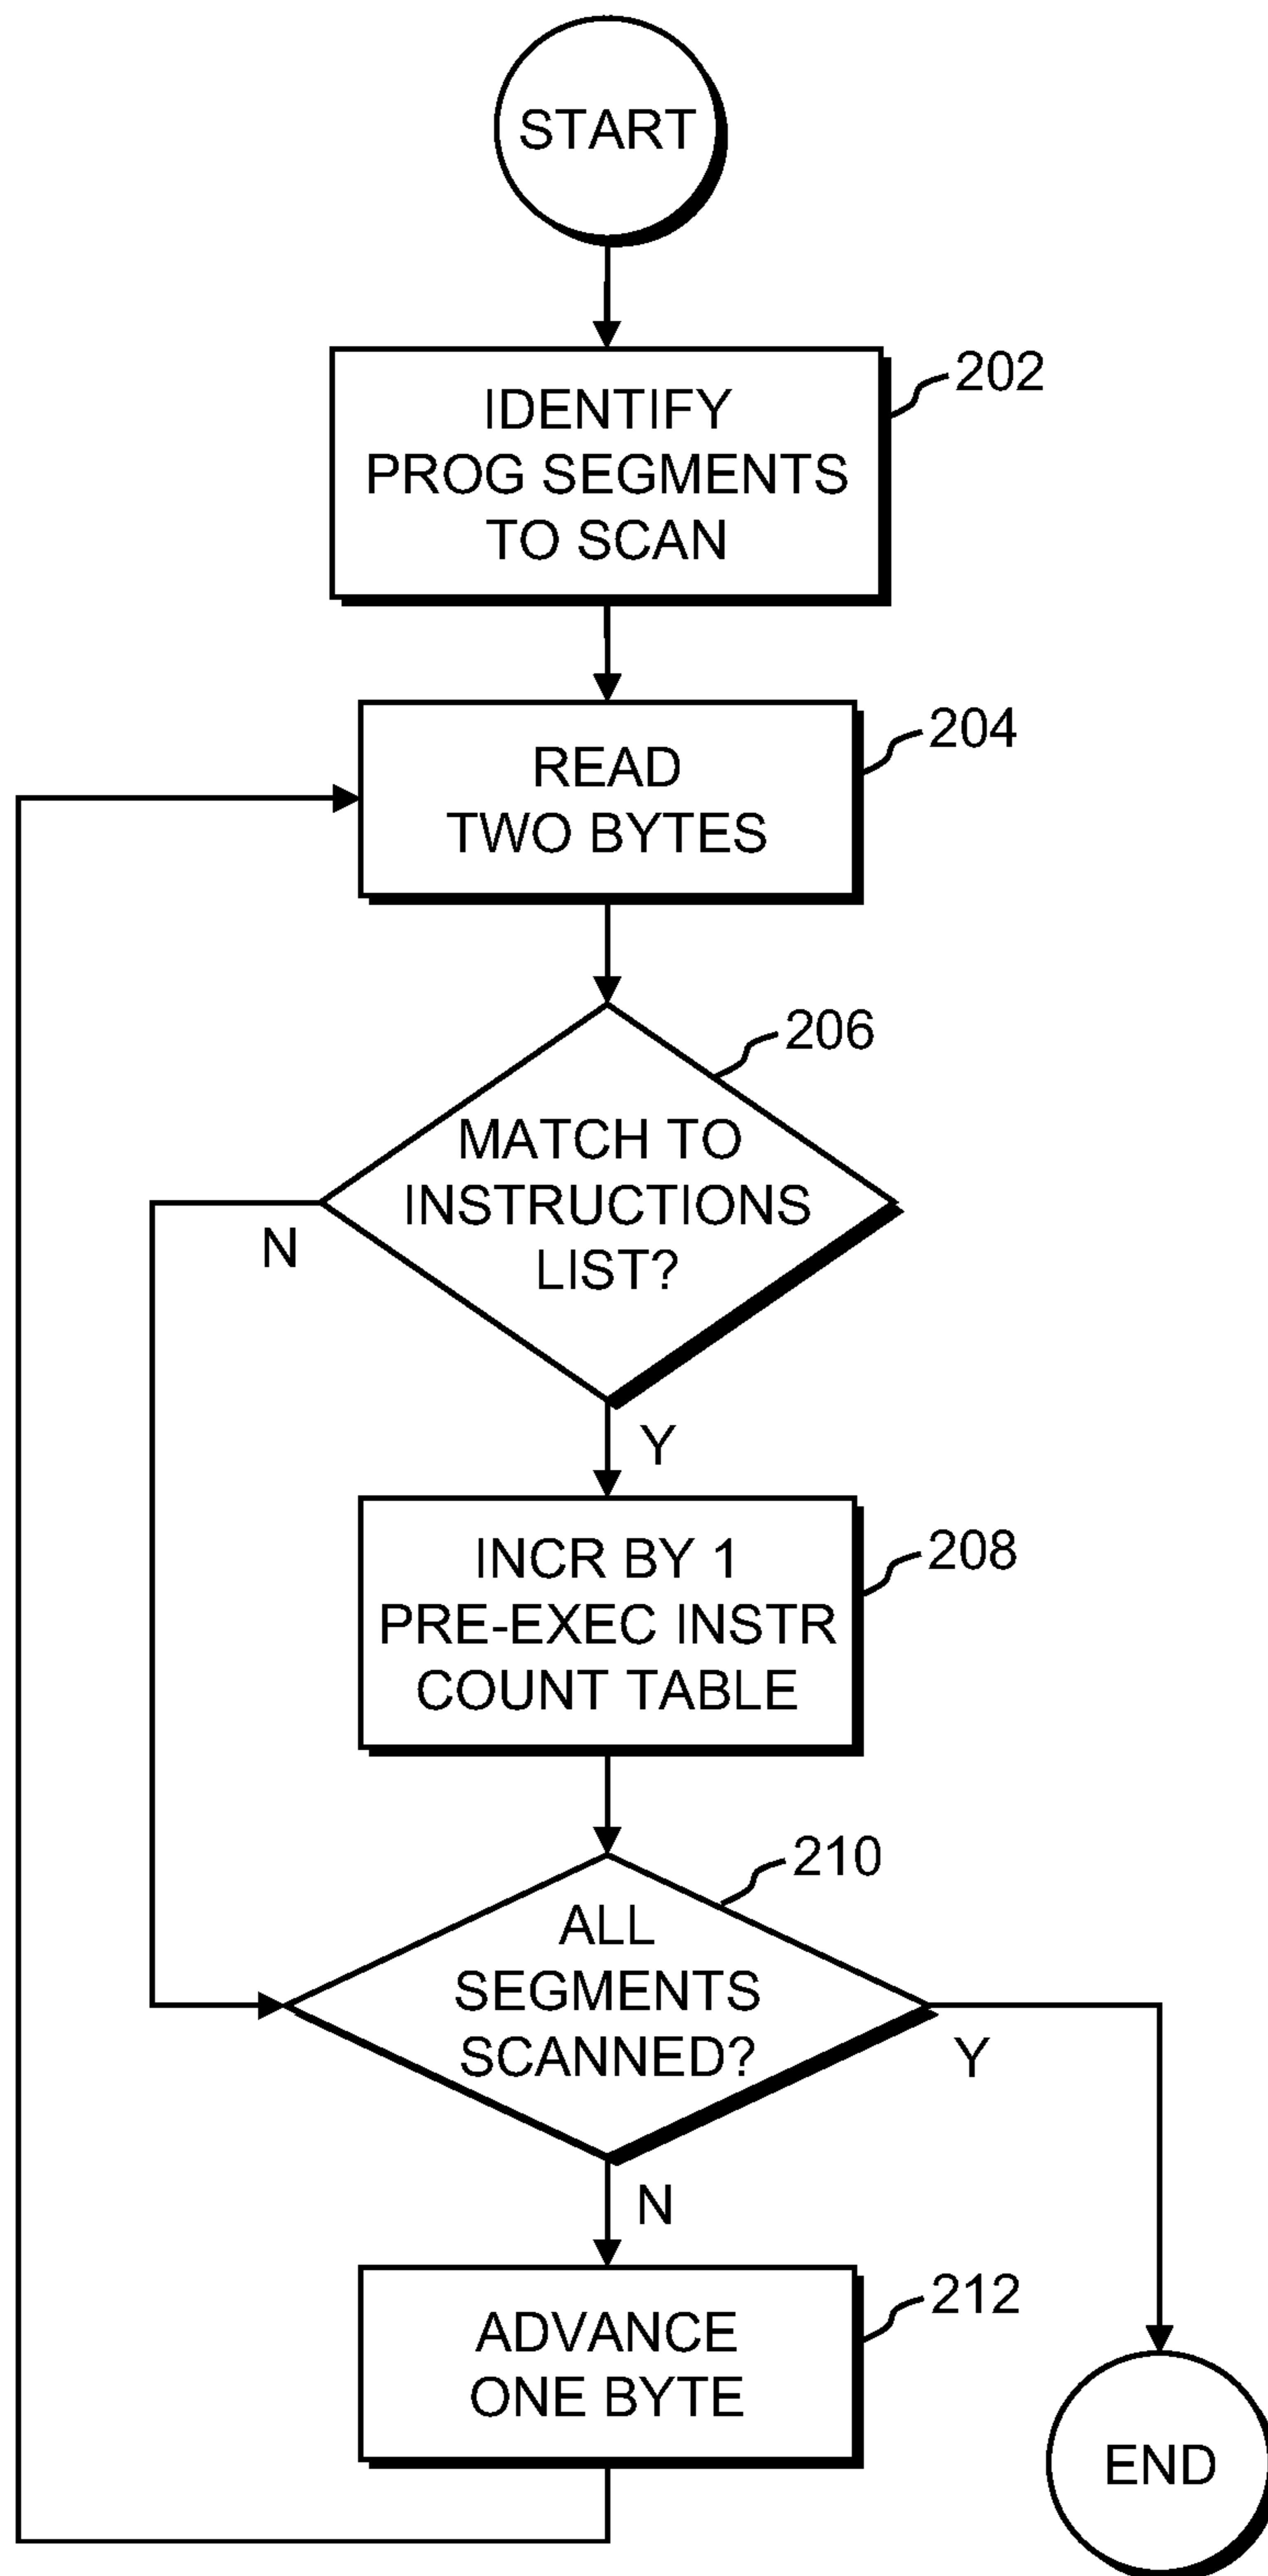 START
202
IDENTIFY
PROG SEGMENTS
TO SCAN
204
READ
TWO BYTES
206
MATCH TO
INSTRUCTIONS
LIST?
N
Y
208
INCR BY 1
PRE-EXEC INSTR
COUNT TABLE
210
ALL
SEGMENTS
SCANNED?
Y
N
212
ADVANCE
ONE BYTE
END